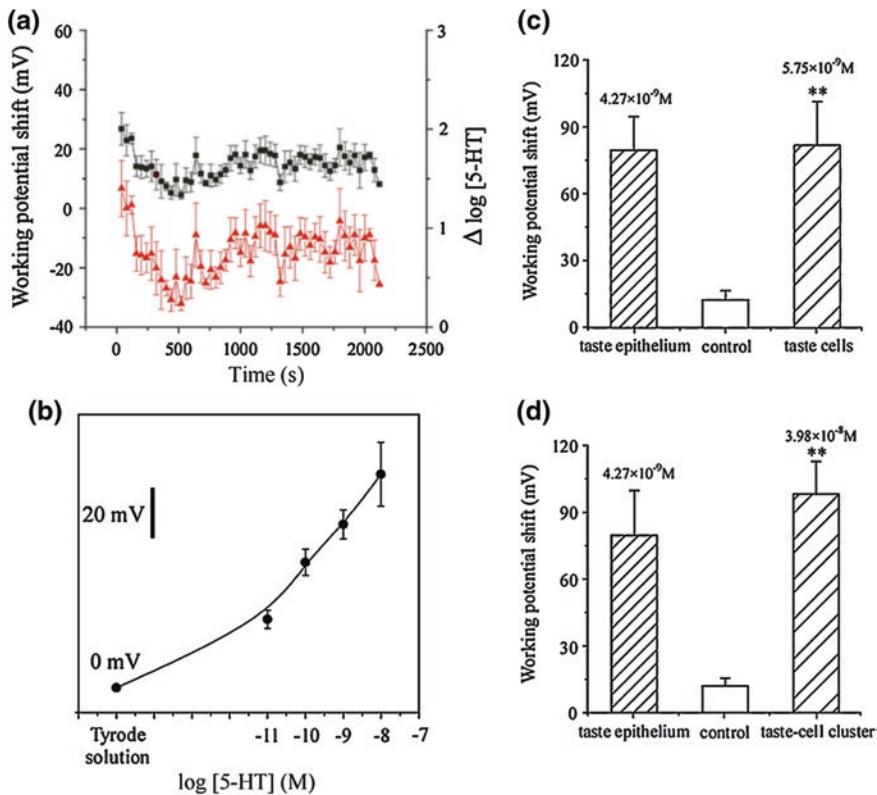 (a)
60
40
20
0
-20
-40
Working potential shift (mV)
3
2
1
0
Δ log [5-HT]
0 500 1000 1500 2000 2500
Time (s)
(b)
20 mV
0 mV
Tyrode
solution
-11 -10 -9 -8 -7
log [5-HT] (M)
(c)
120
90
60
30
0
Working potential shift (mV)
4.27×10⁻⁹M
5.75×10⁻⁹M
**
taste epithelium control taste cells
(d)
120
90
60
30
0
Working potential shift (mV)
4.27×10⁻⁹M
3.98×10⁻⁸M
**
taste epithelium control taste-cell cluster